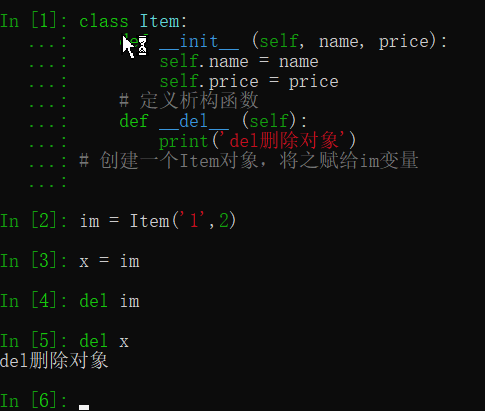 In [1]: class Item:
   ...:     def __init__ (self, name, price):
   ...:         self.name = name
   ...:         self.price = price
   ...:     # 定义析构函数
   ...:     def __del__ (self):
   ...:         print('del删除对象')
   ...: # 创建一个Item对象，将之赋给im变量
   ...:
In [2]: im = Item('1',2)
In [3]: x = im
In [4]: del im
In [5]: del x
del删除对象
In [6]: